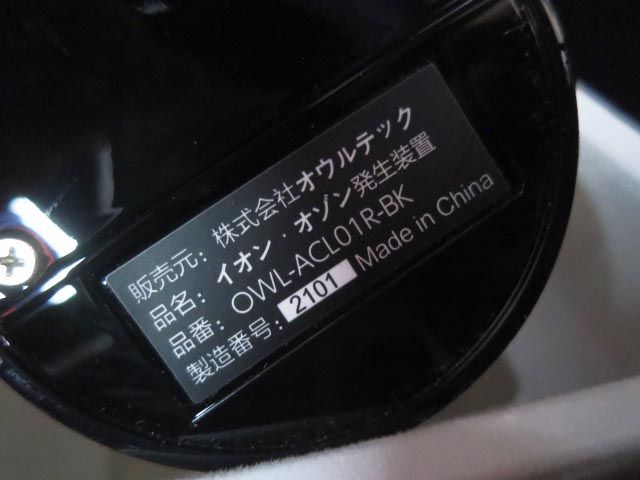 販売元: 株式会社オウルテック
品名: イオン・オゾン発生装置
品番: OWL-ACL01R-BK
製造番号: 2101 Made in China